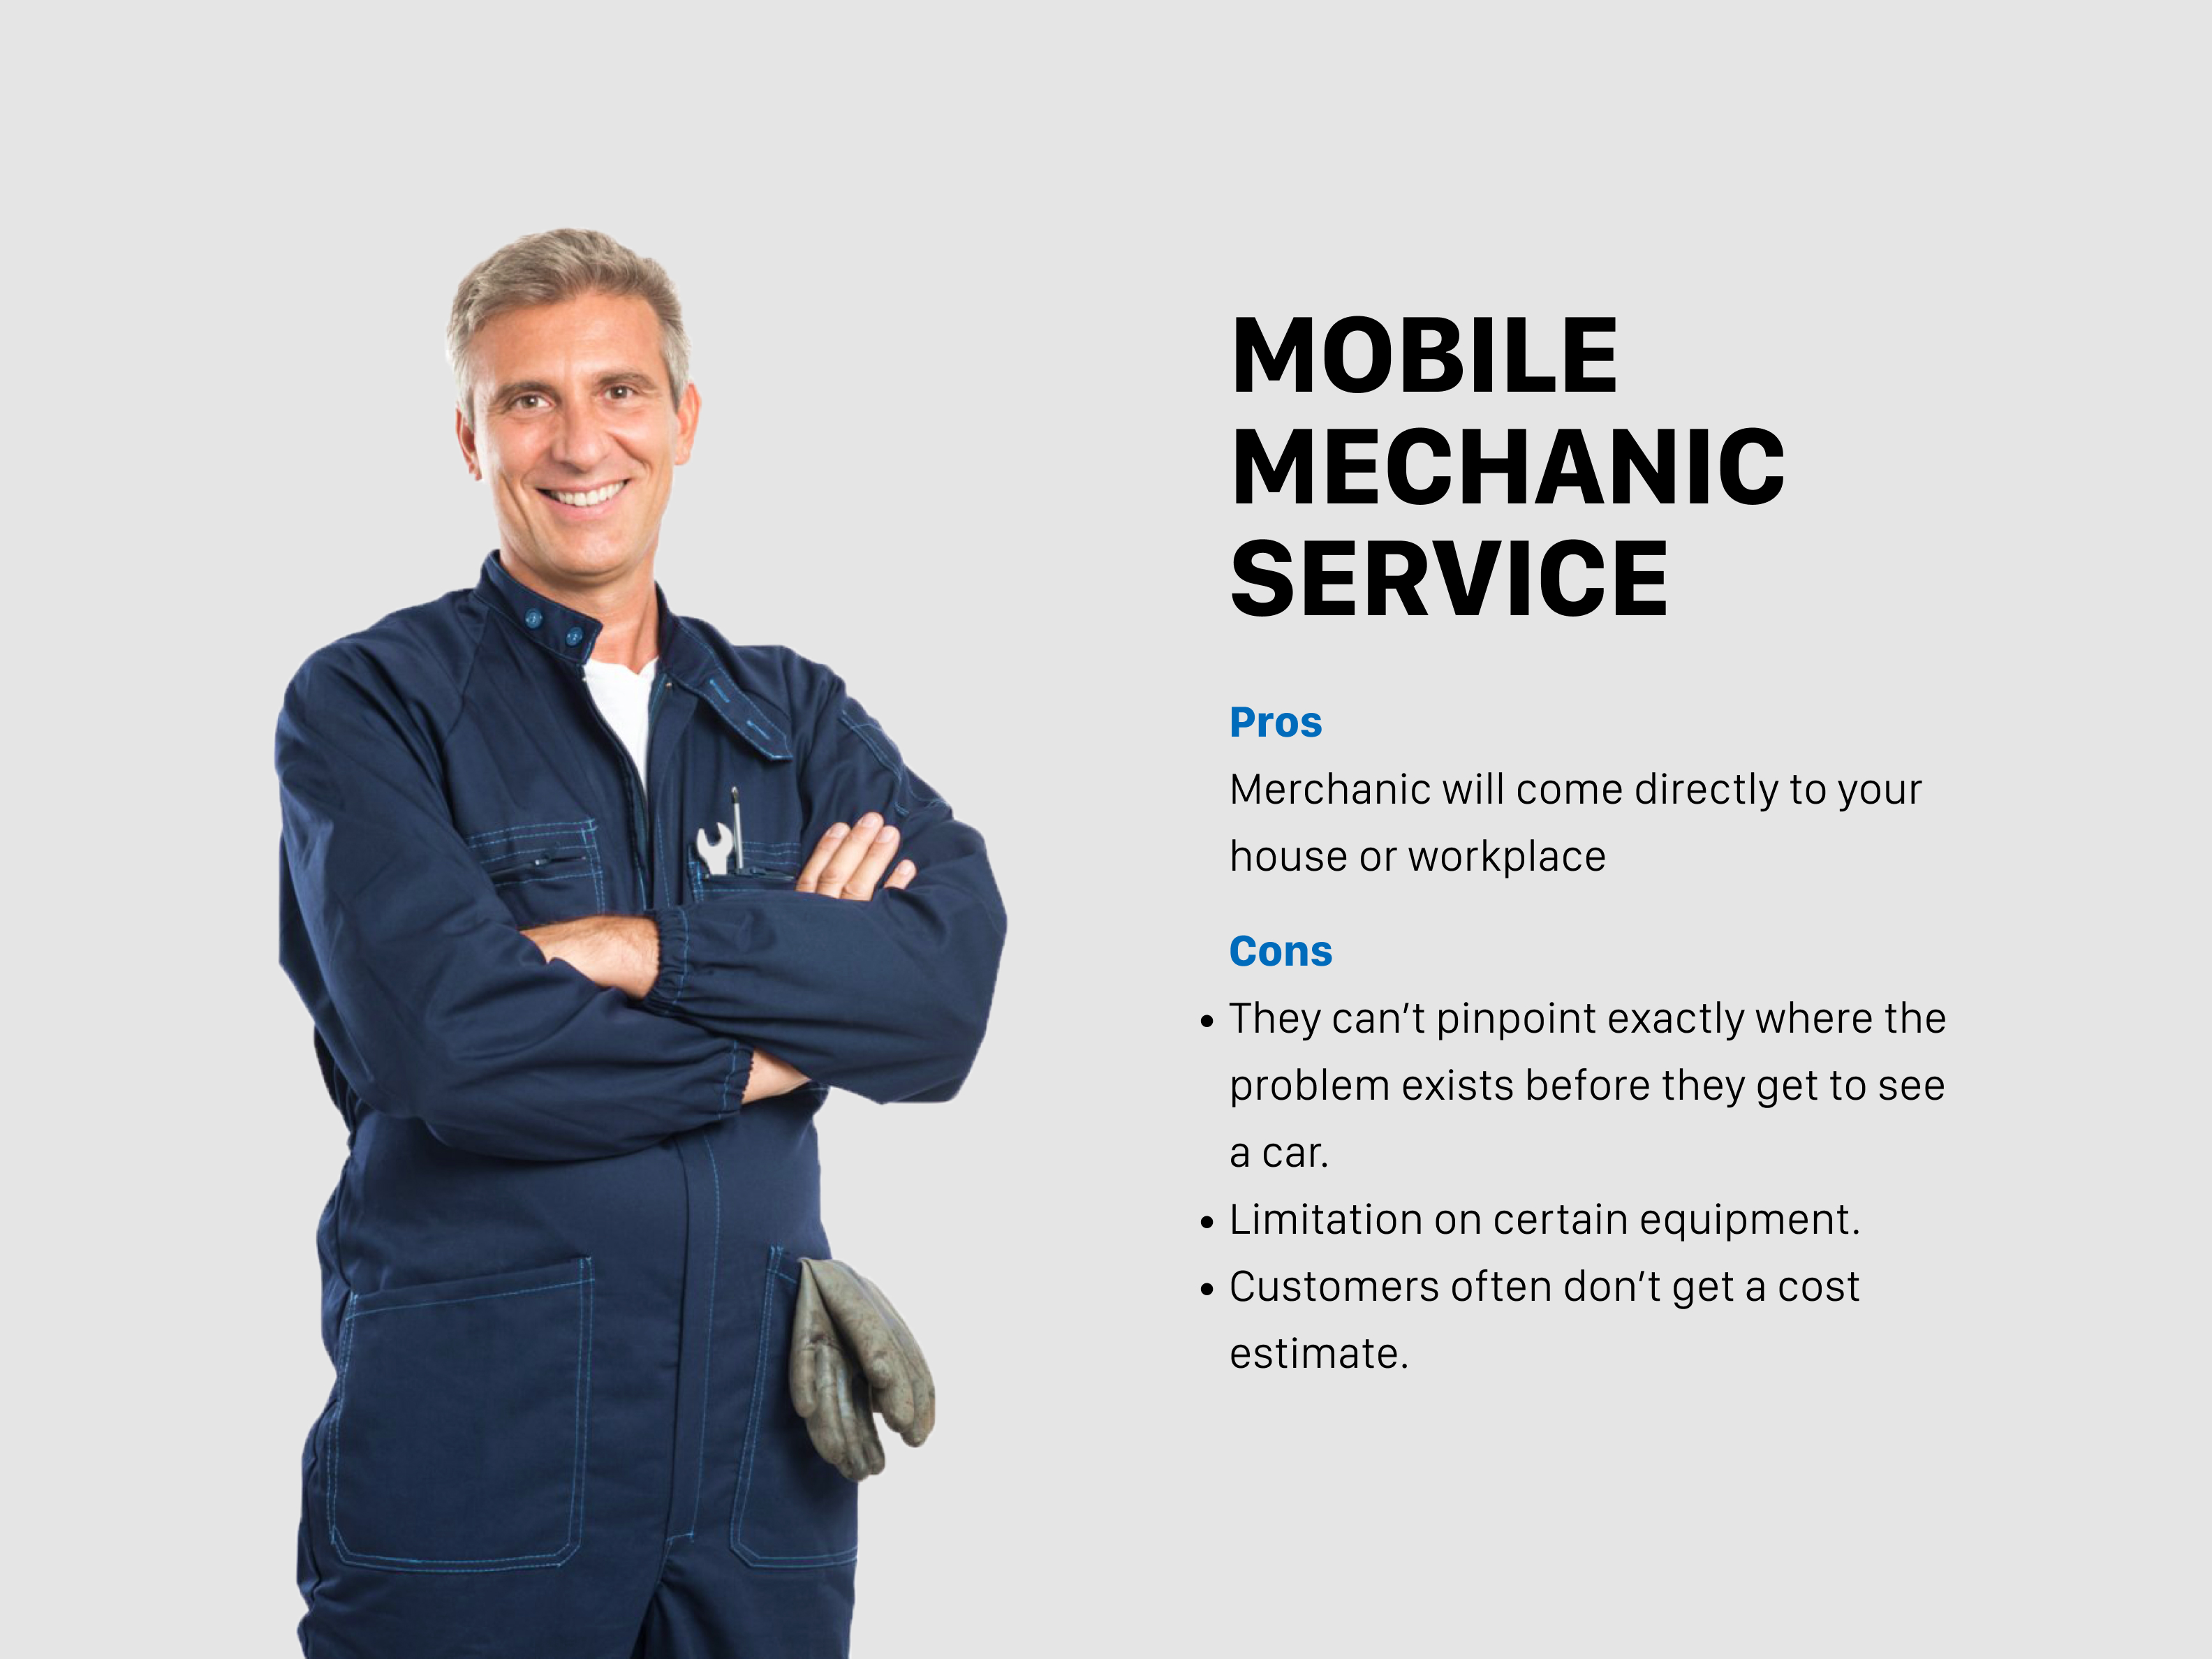 MOBILE
MECHANIC
SERVICE
Pros
Merchanic will come directly to your
house or workplace
Cons
• They can’t pinpoint exactly where the
problem exists before they get to see
a car.
• Limitation on certain equipment.
• Customers often don’t get a cost
estimate.